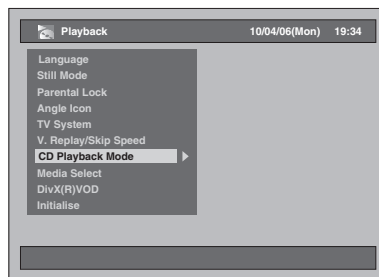 Playback 10/04/06(Mon) 19:34
Language
Still Mode
Parental Lock
Angle Icon
TV System
V. Replay/Skip Speed
CD Playback Mode
Media Select
DivX(R)VOD
Initialise